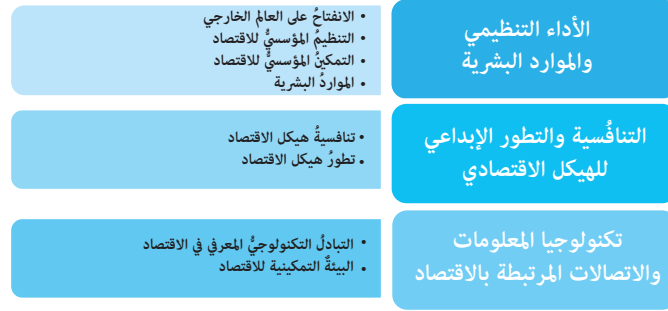 الأداء التنظيمي
والموارد البشرية
• الانفتاحُ على العالم الخارجي
• التنظيمُ المؤسسيُّ للاقتصاد
• التمكينُ المؤسسيُّ للاقتصاد
• المواردُ البشرية
التنافُسية والتطور الإبداعي
للهيكل الاقتصادي
• تنافسيةُ هيكل الاقتصاد
• تطورُ هيكل الاقتصاد
تكنولوجيا المعلومات
والاتصالات المرتبطة بالاقتصاد
• التبادلُ التكنولوجيُّ المعرفي في الاقتصاد
• البيئةُ التمكينية للاقتصاد